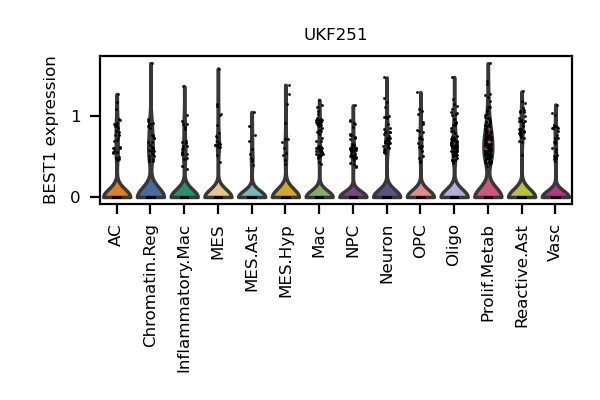 UKF251
BEST1 expression
1
0
AC
Chromatin.Reg
Inflammatory.Mac
MES
MES.Ast
MES.Hyp
Mac
NPC
Neuron
OPC
Oligo
Prolif.Metab
Reactive.Ast
Vasc